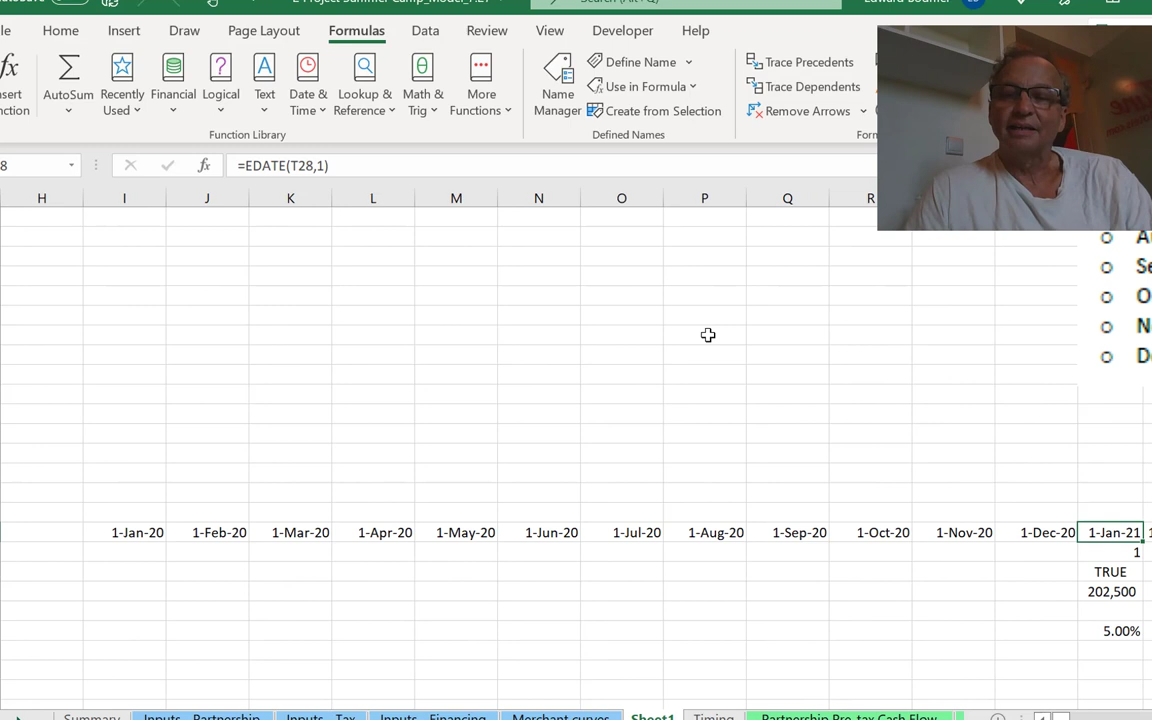 Home Insert Draw Page Layout Formulas Data Review View Developer Help
AutoSum Recently Used Financial Logical Text Date & Time Lookup & Reference Math & Trig More Functions
Function Library
Name Manager
Define Name
Use in Formula
Create from Selection
Defined Names
Trace Precedents
Trace Dependents
Remove Arrows
8 fx =EDATE(T28,1)
H I J K L M N O P Q R
1-Jan-20 1-Feb-20 1-Mar-20 1-Apr-20 1-May-20 1-Jun-20 1-Jul-20 1-Aug-20 1-Sep-20 1-Oct-20 1-Nov-20 1-Dec-20 1-Jan-21
1
TRUE
202,500
5.00%
Summary Inputs - Partnership Inputs - Tax Inputs - Financing Merchant curves Sheet1 Timing Partnership Pre-tax Cash Flow